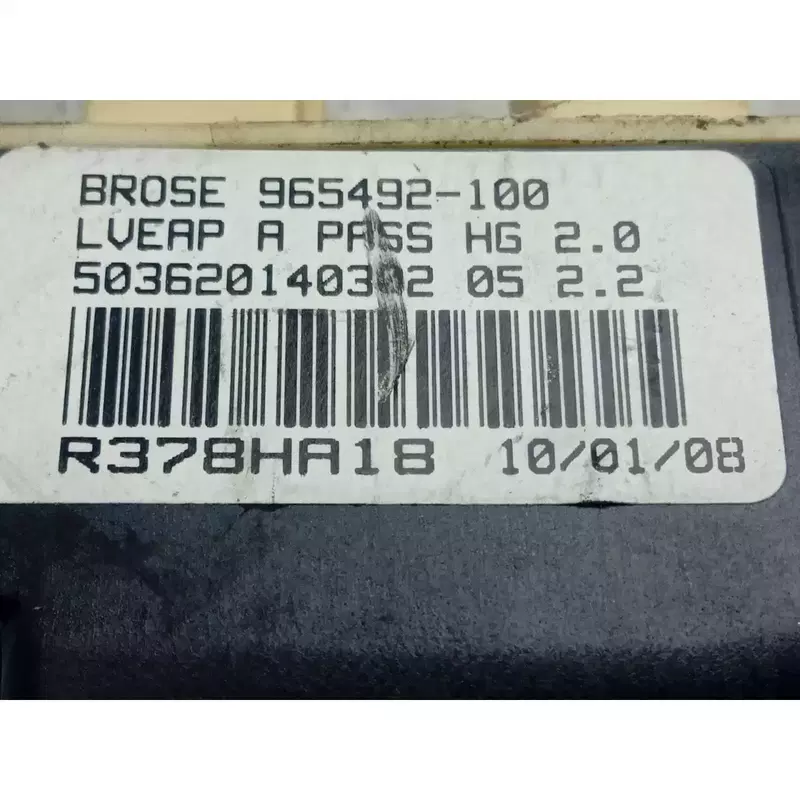 BROSE 965492-100
LVEAP A PASS HG 2.0
05 2.2
R378HA18 10/01/08